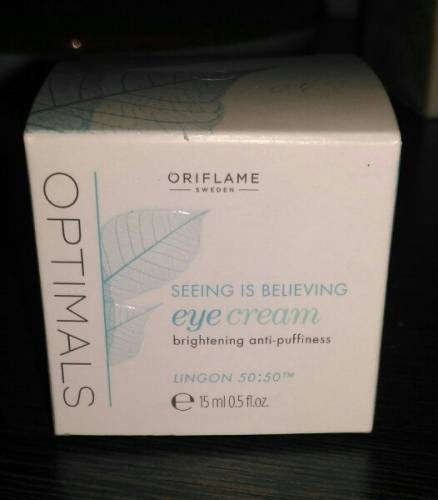 OPTIMALS
ORIFLAME
SWEDEN
SEEING IS BELIEVING
eye cream
brightening anti-puffiness
LINGON 50:50™
℮ 15 ml 0.5 fl.oz.